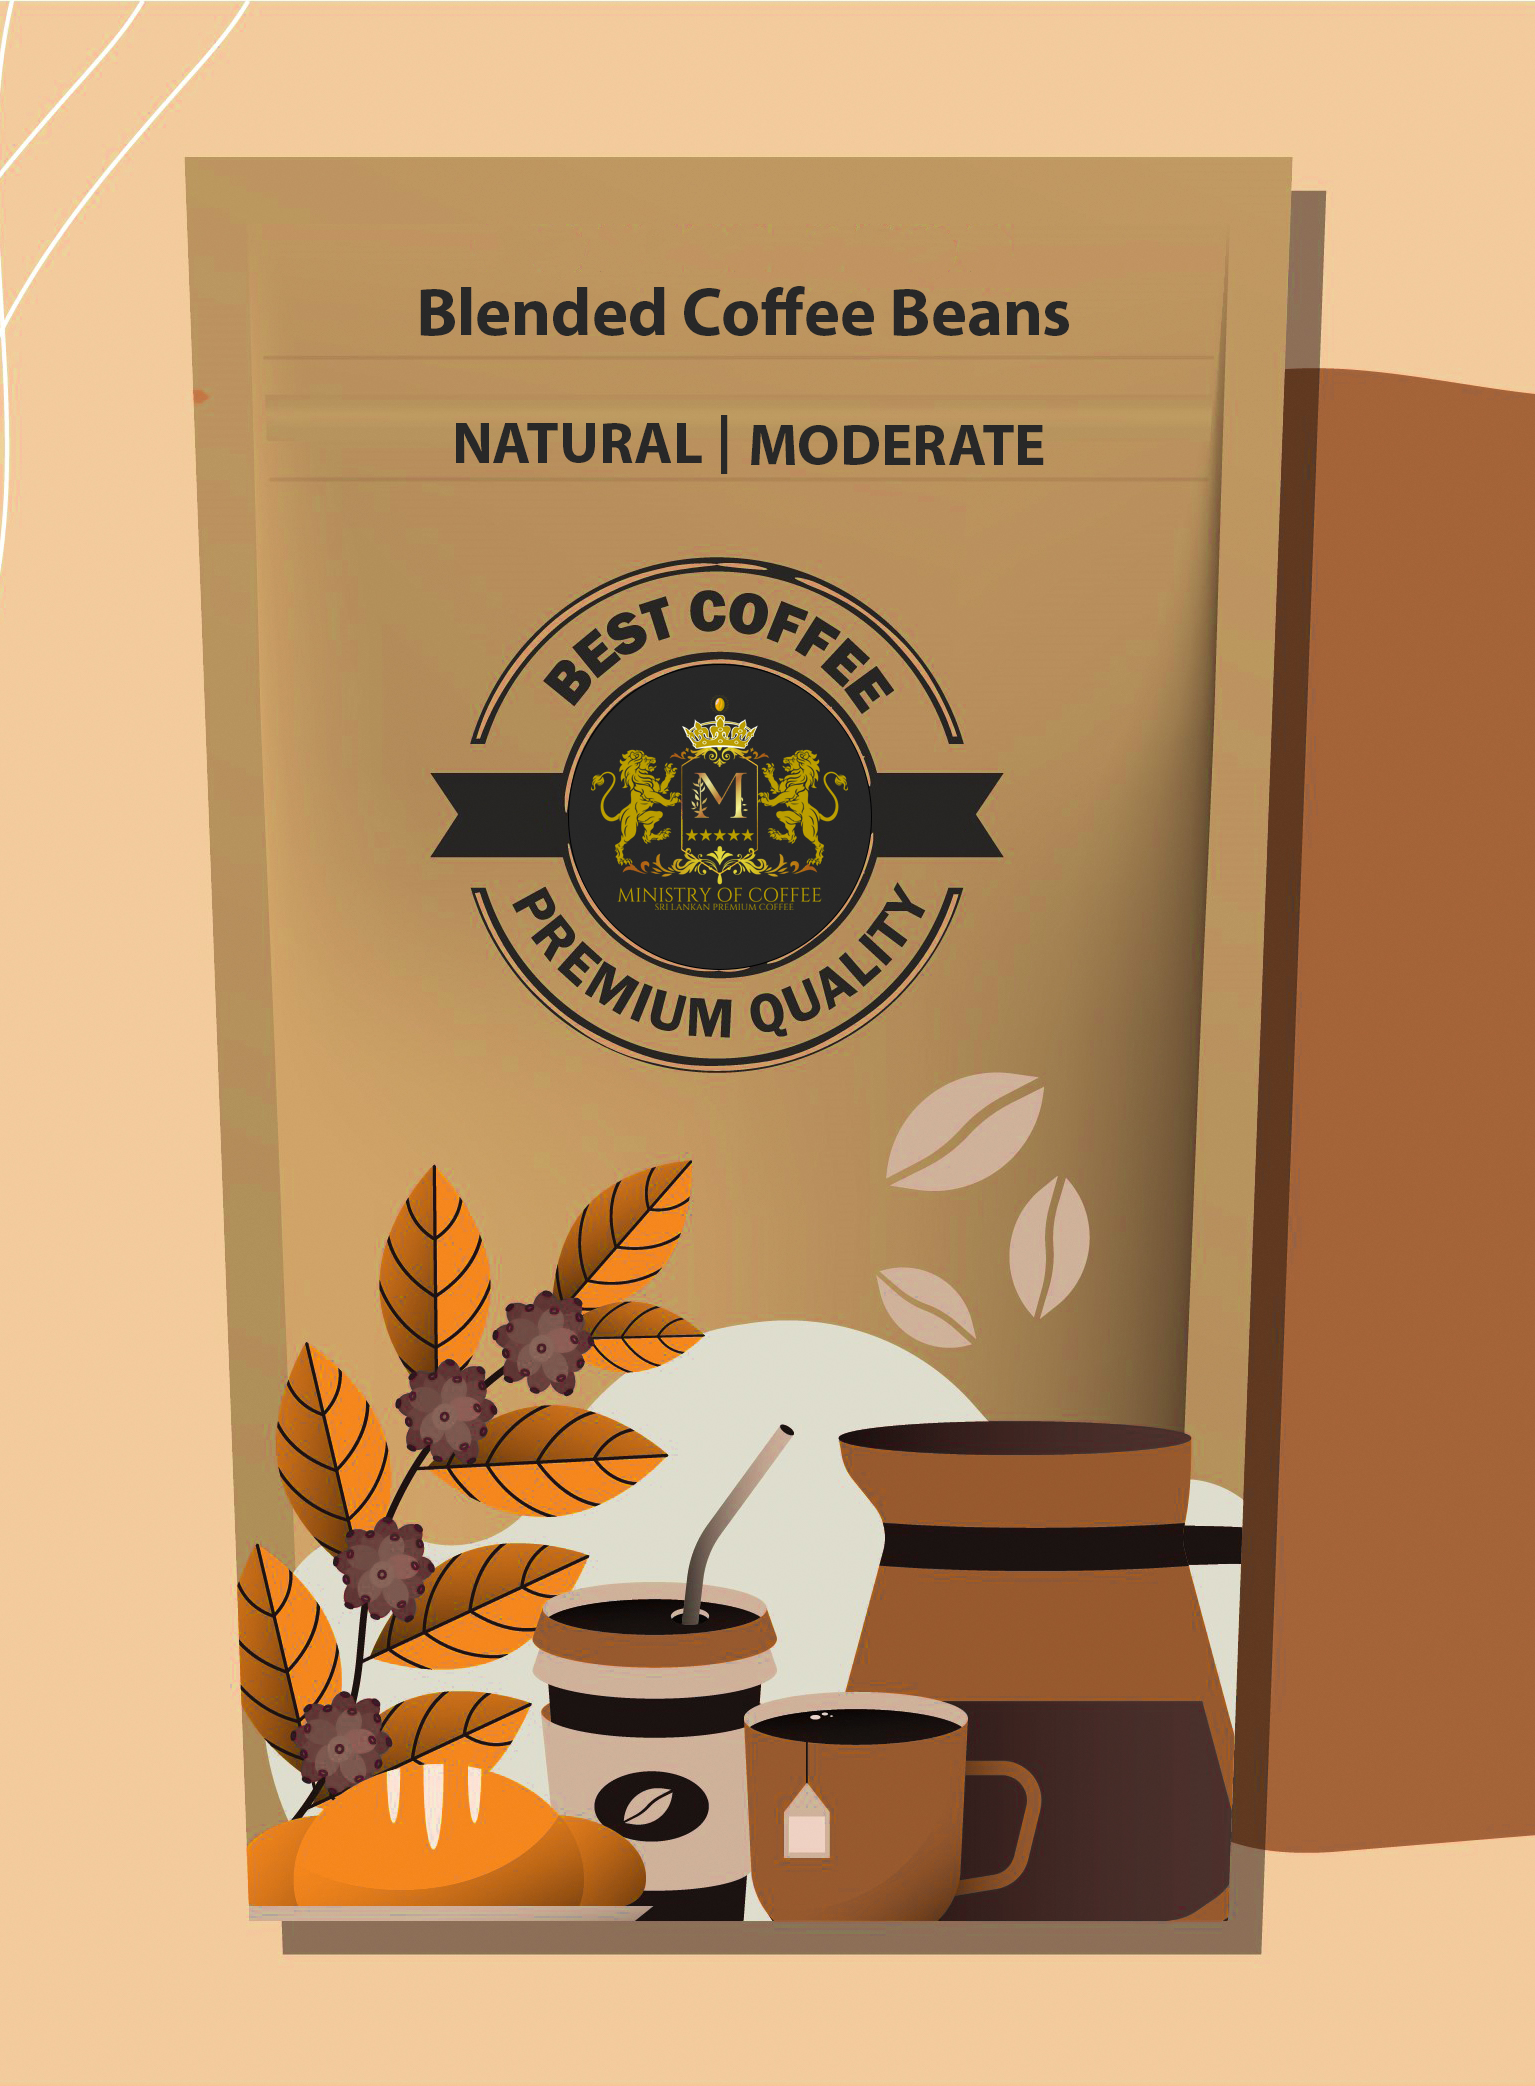 Blended Coffee Beans
NATURAL | MODERATE
BEST COFFEE
M
MINISTRY OF COFFEE
SRI LANKAN PREMIUM COFFEE
PREMIUM QUALITY